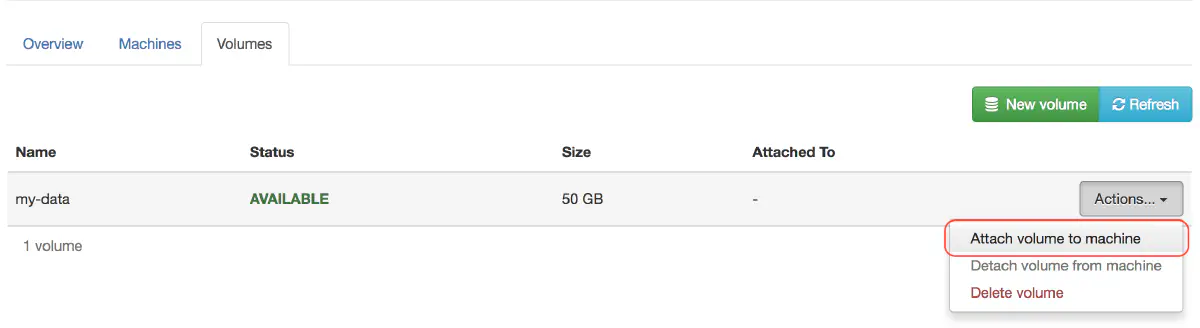 Overview Machines Volumes
New volume Refresh
Name Status Size Attached To
my-data AVAILABLE 50 GB - Actions...
1 volume
Attach volume to machine
Detach volume from machine
Delete volume